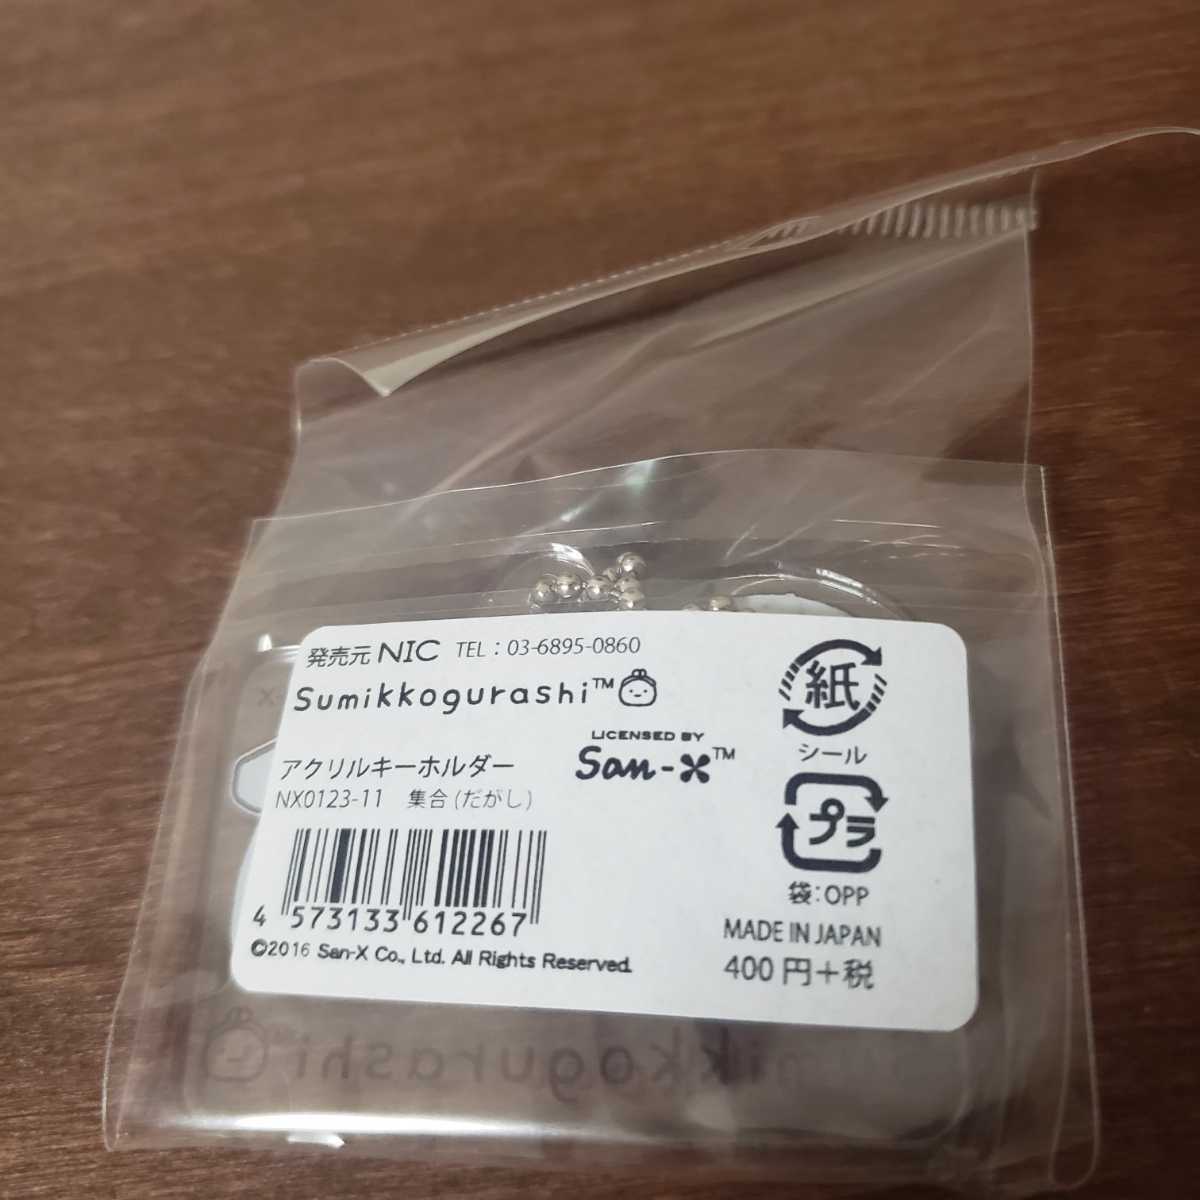 発売元 NIC TEL : 03-6895-0860
Sumikkogurashi™
LICENSED BY
San-X™
アクリルキーホルダー
NX0123-11 集合 (だがし)
4 573133 612267
©2016 San-X Co., Ltd. All Rights Reserved.
紙
シール
プラ
袋:OPP
MADE IN JAPAN
400円+税
Sumikkogurashi